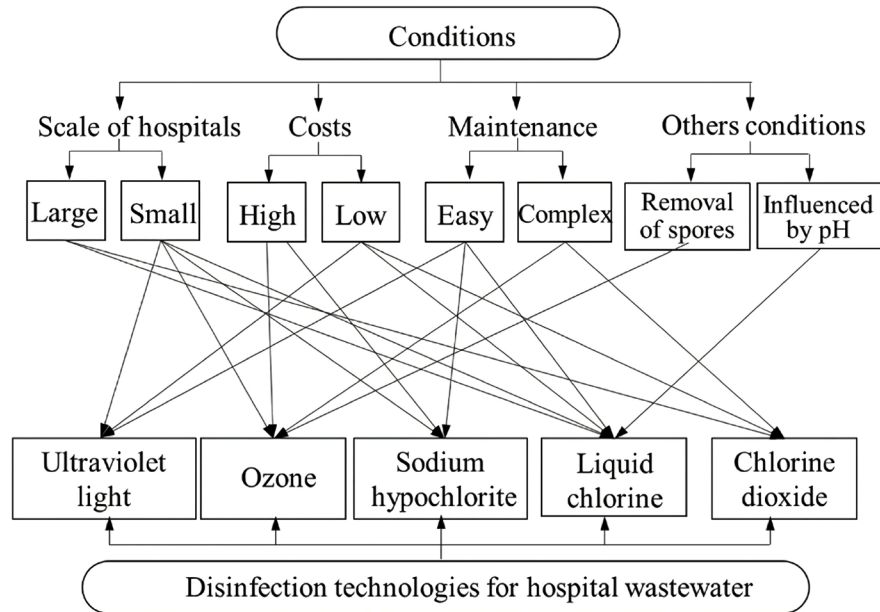 Conditions
Scale of hospitals
Costs
Maintenance
Others conditions
Large
Small
High
Low
Easy
Complex
Removal
of spores
Influenced
by pH
Ultraviolet
light
Ozone
Sodium
hypochlorite
Liquid
chlorine
Chlorine
dioxide
Disinfection technologies for hospital wastewater